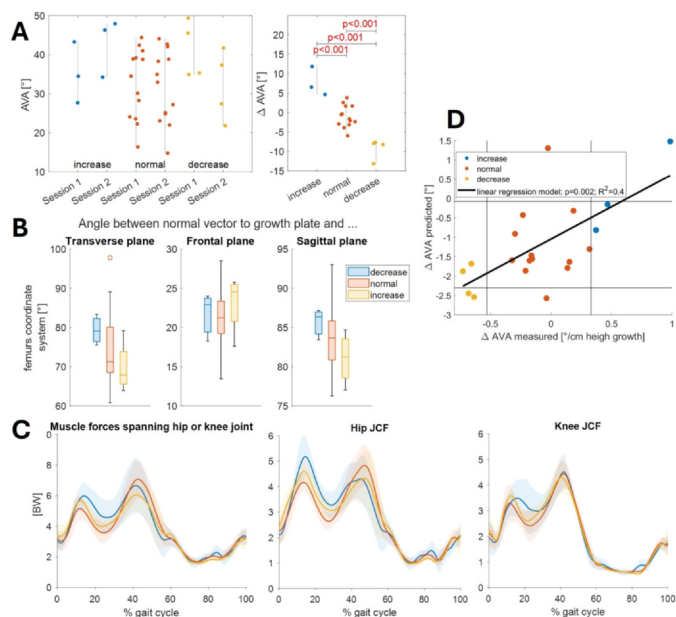 A
AVA [°]
50
40
30
20
10
increase
normal
decrease
Session 1
Session 2
Session 1
Session 2
Session 1
Session 2
Δ AVA [°]
25
20
15
10
5
0
-5
-10
-15
p<0.001
p<0.001
p<0.001
increase
normal
decrease
D
Δ AVA predicted [°]
1.5
1
0.5
0
-0.5
-1
-1.5
-2
-2.5
-3
increase
normal
decrease
linear regression model; p=0.002; R²=0.4
-0.5
0
0.5
1
Δ AVA measured [°/cm heigh growth]
Angle between normal vector to growth plate and ...
B
Transverse plane
Frontal plane
Sagittal plane
femurs coordinate
system [°]
100
90
80
70
60
30
25
20
15
10
95
90
85
80
75
decrease
normal
increase
C
Muscle forces spanning hip or knee joint
Hip JCF
Knee JCF
[BW]
10
8
6
4
2
0
0
20
40
60
80
100
% gait cycle
6
5
4
3
2
1
0
0
20
40
60
80
100
% gait cycle
6
4
2
0
0
20
40
60
80
100
% gait cycle